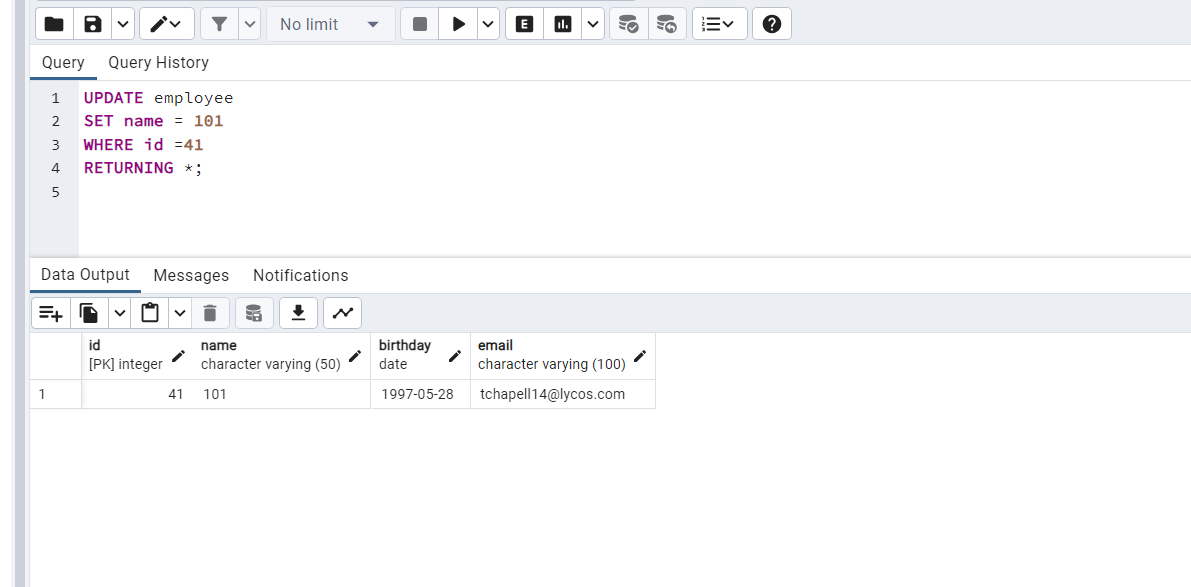 No limit
E
Query Query History
1 UPDATE employee
2 SET name = 101
3 WHERE id =41
4 RETURNING *;
5
Data Output Messages Notifications
id name birthday email
[PK] integer character varying (50) date character varying (100)
1 41 101 1997-05-28 tchapell14@lycos.com